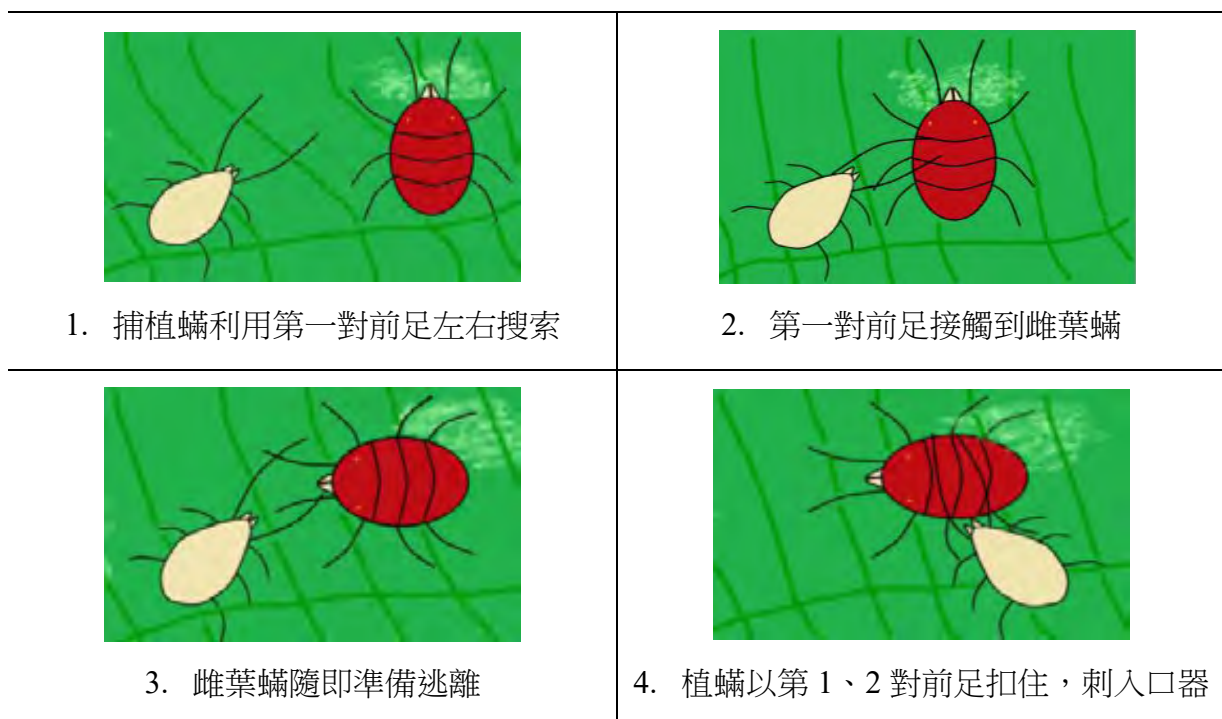 1. 捕植蟎利用第一對前足左右搜索
2. 第一對前足接觸到雌葉蟎
3. 雌葉蟎隨即準備逃離
4. 植蟎以第 1、2 對前足扣住，刺入口器